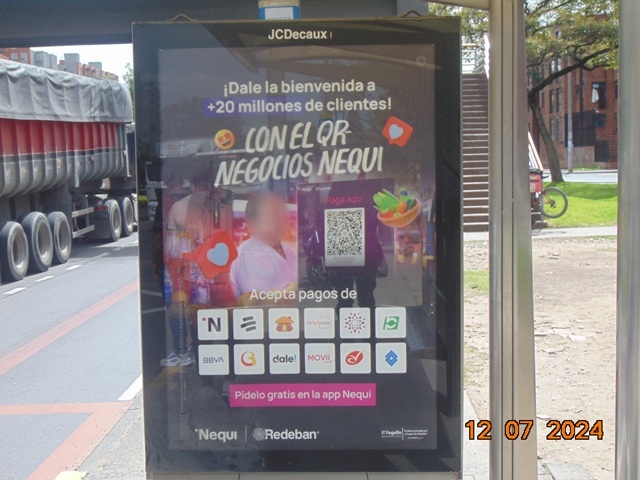 JCDecaux
¡Dale la bienvenida a
+20 millones de clientes!
CON EL QR
NEGOCIOS NEQUI
Paga aquí
Acepta pagos de
N
BBVA
dale!
MOVII
Pídelo gratis en la app Nequi
Nequi
Redeban
12 07 2024